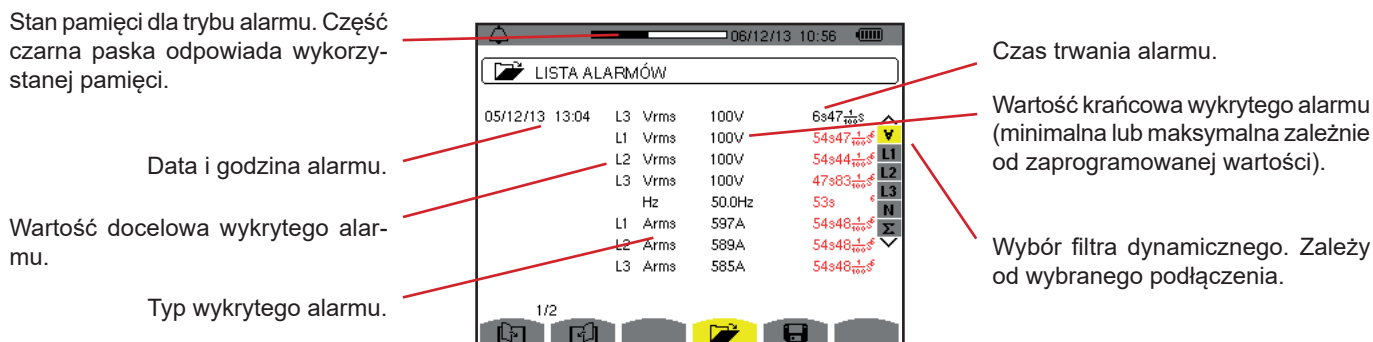 Stan pamięci dla trybu alarmu. Część
czarna paska odpowiada wykorzy-
stanej pamięci.
Data i godzina alarmu.
Wartość docelowa wykrytego alar-
mu.
Typ wykrytego alarmu.
06/12/13 10:56
LISTA ALARMÓW
05/12/13 13:04 L3 Vrms 100V 6s47 1/100 s
L1 Vrms 100V 54s47 1/100 s
L2 Vrms 100V 54s44 1/100 s
L3 Vrms 100V 47s83 1/100 s
Hz 50.0Hz 53s
L1 Arms 597A 54s48 1/100 s
L2 Arms 589A 54s48 1/100 s
L3 Arms 585A 54s48 1/100 s
∀
L1
L2
L3
N
Σ
1/2
Czas trwania alarmu.
Wartość krańcowa wykrytego alarmu
(minimalna lub maksymalna zależnie
od zaprogramowanej wartości).
Wybór filtra dynamicznego. Zależy
od wybranego podłączenia.